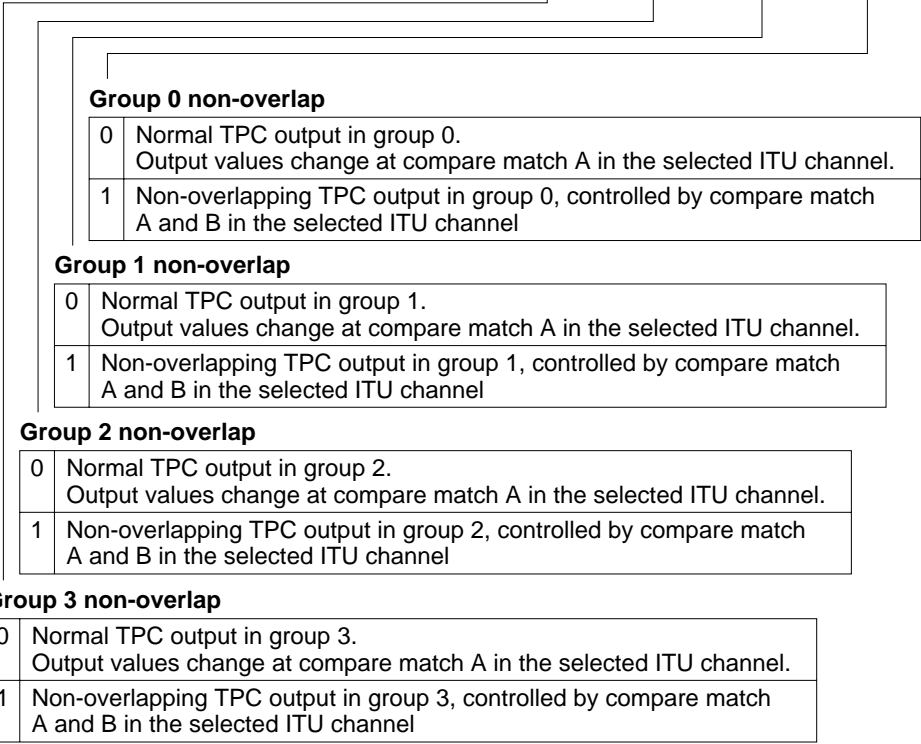 Group 0 non-overlap
0 Normal TPC output in group 0.
Output values change at compare match A in the selected ITU channel.
1 Non-overlapping TPC output in group 0, controlled by compare match
A and B in the selected ITU channel
Group 1 non-overlap
0 Normal TPC output in group 1.
Output values change at compare match A in the selected ITU channel.
1 Non-overlapping TPC output in group 1, controlled by compare match
A and B in the selected ITU channel
Group 2 non-overlap
0 Normal TPC output in group 2.
Output values change at compare match A in the selected ITU channel.
1 Non-overlapping TPC output in group 2, controlled by compare match
A and B in the selected ITU channel
Group 3 non-overlap
0 Normal TPC output in group 3.
Output values change at compare match A in the selected ITU channel.
1 Non-overlapping TPC output in group 3, controlled by compare match
A and B in the selected ITU channel